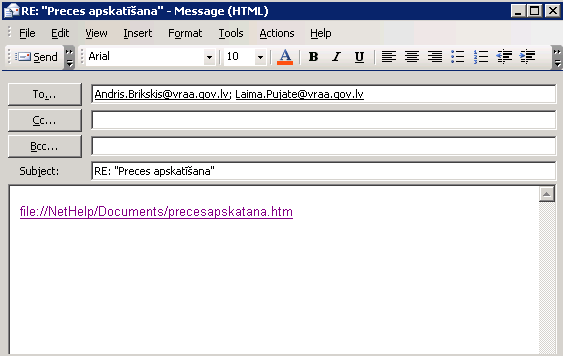 RE: "Preces apskatīšana" - Message (HTML)
File Edit View Insert Format Tools Actions Help
Send Arial 10 A B I U
To... Andris.Brikskis@vraa.gov.lv; Laima.Pujate@vraa.gov.lv
Cc...
Bcc...
Subject: RE: "Preces apskatīšana"
file://NetHelp/Documents/precesapskatana.htm